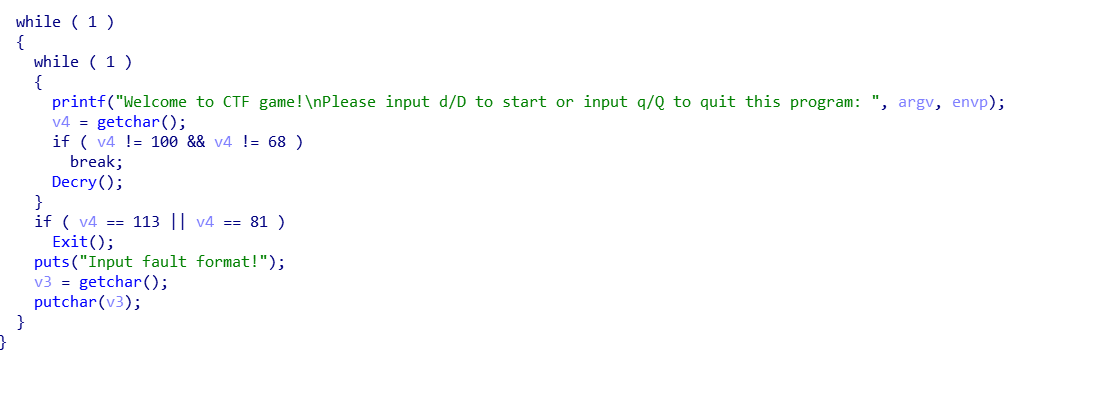 while ( 1 )
{
while ( 1 )
{
printf("Welcome to CTF game!\nPlease input d/D to start or input q/Q to quit this program: ", argv, envp);
v4 = getchar();
if ( v4 != 100 && v4 != 68 )
break;
Decry();
}
if ( v4 == 113 || v4 == 81 )
Exit();
puts("Input fault format!");
v3 = getchar();
putchar(v3);
}
}